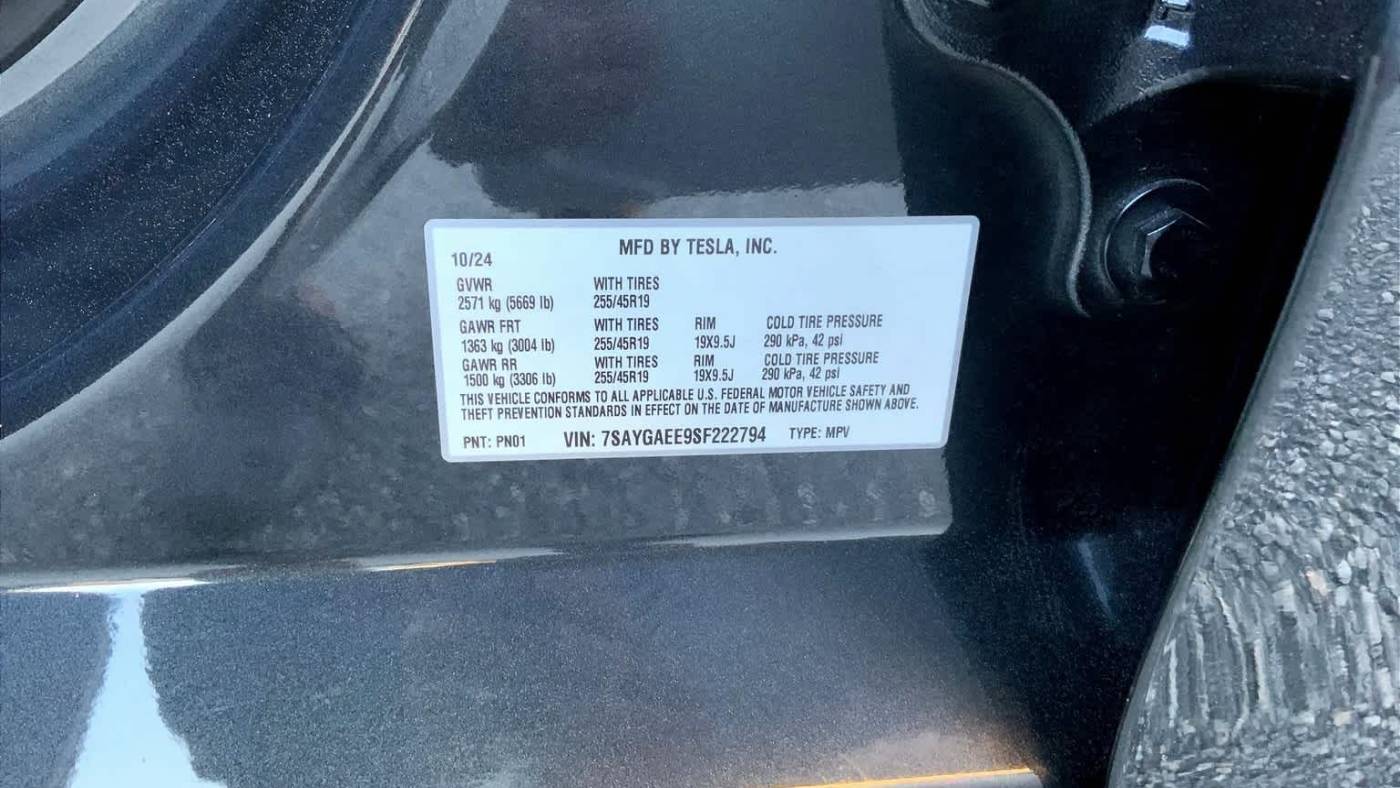 MFD BY TESLA, INC.
10/24
GVWR WITH TIRES
2571 kg (5669 lb) 255/45R19
GAWR FRT WITH TIRES RIM COLD TIRE PRESSURE
1363 kg (3004 lb) 255/45R19 19X9.5J 290 kPa, 42 psi
GAWR RR WITH TIRES RIM COLD TIRE PRESSURE
1500 kg (3306 lb) 255/45R19 19X9.5J 290 kPa, 42 psi
THIS VEHICLE CONFORMS TO ALL APPLICABLE U.S. FEDERAL MOTOR VEHICLE SAFETY AND
THEFT PREVENTION STANDARDS IN EFFECT ON THE DATE OF MANUFACTURE SHOWN ABOVE.
PNT: PN01 VIN: 7SAYGAEE9SF222794 TYPE: MPV